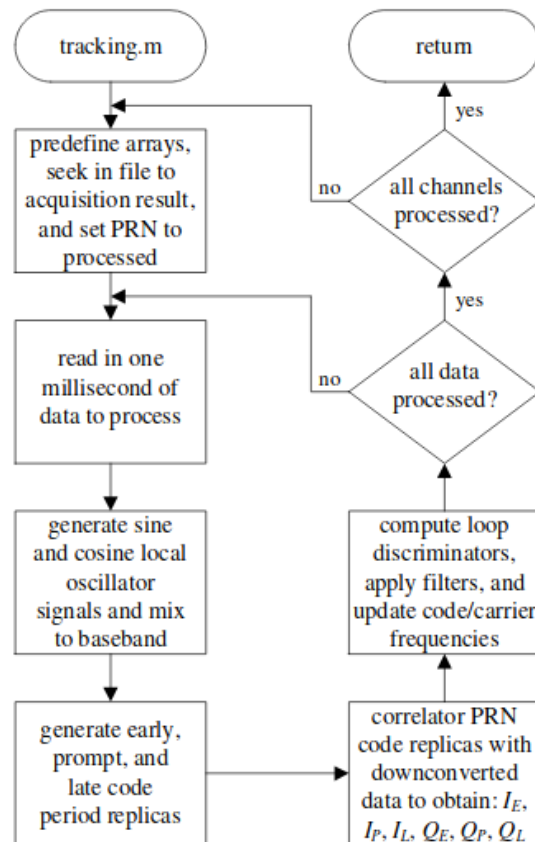 tracking.m
predefine arrays,
seek in file to
acquisition result,
and set PRN to
processed
read in one
millisecond of
data to process
generate sine
and cosine local
oscillator
signals and mix
to baseband
generate early,
prompt, and
late code
period replicas
correlator PRN
code replicas with
downconverted
data to obtain: I_E,
I_P, I_L, Q_E, Q_P, Q_L
compute loop
discriminators,
apply filters, and
update code/carrier
frequencies
all data
processed?
no
yes
all channels
processed?
no
yes
return